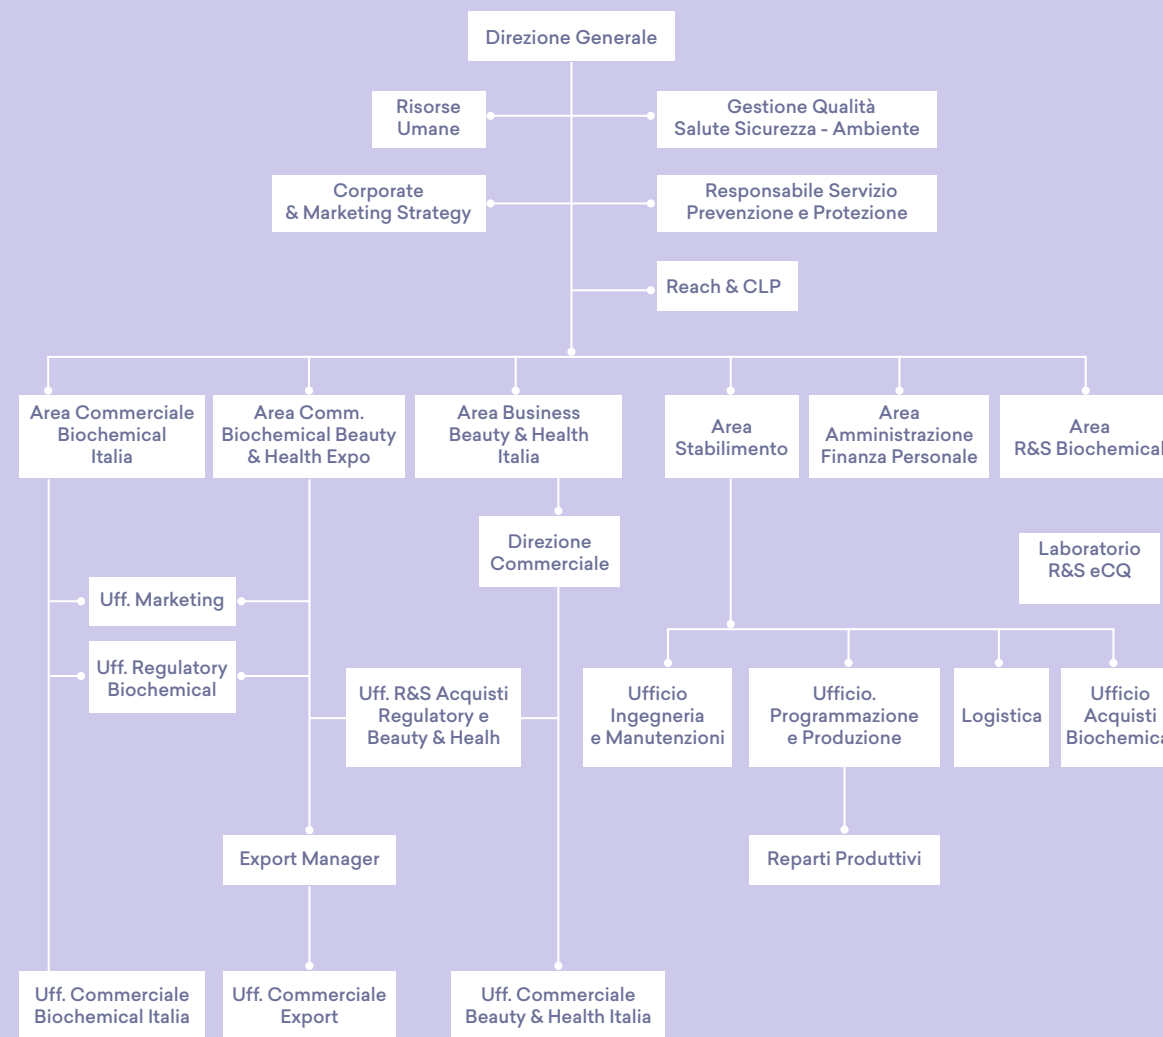 Direzione Generale
Risorse
Umane
Gestione Qualità
Salute Sicurezza - Ambiente
Corporate
& Marketing Strategy
Responsabile Servizio
Prevenzione e Protezione
Reach & CLP
Area Commerciale
Biochemical
Italia
Area Comm.
Biochemical Beauty
& Health Expo
Area Business
Beauty & Health
Italia
Area
Stabilimento
Area
Amministrazione
Finanza Personale
Area
R&S Biochemical
Direzione
Commerciale
Laboratorio
R&S eCQ
Uff. Marketing
Uff. Regulatory
Biochemical
Uff. R&S Acquisti
Regulatory e
Beauty & Healh
Ufficio
Ingegneria
e Manutenzioni
Ufficio.
Programmazione
e Produzione
Logistica
Ufficio
Acquisti
Biochemica
Export Manager
Reparti Produttivi
Uff. Commerciale
Biochemical Italia
Uff. Commerciale
Export
Uff. Commerciale
Beauty & Health Italia